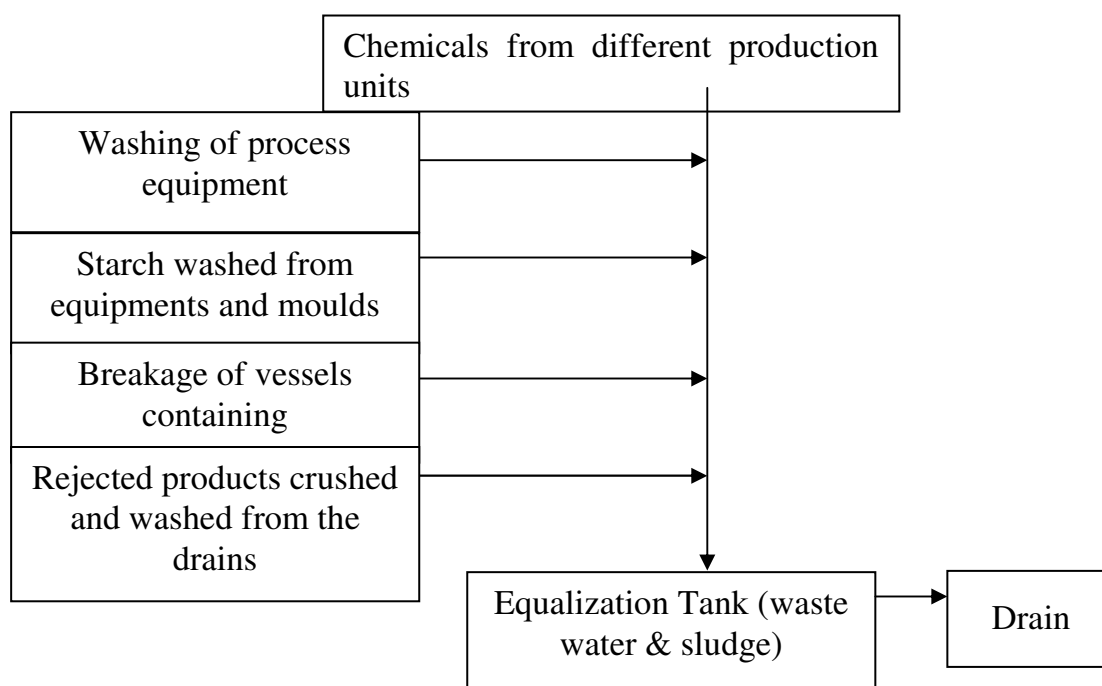 Chemicals from different production
units
Washing of process
equipment
Starch washed from
equipments and moulds
Breakage of vessels
containing
Rejected products crushed
and washed from the
drains
Equalization Tank (waste
water & sludge)
Drain